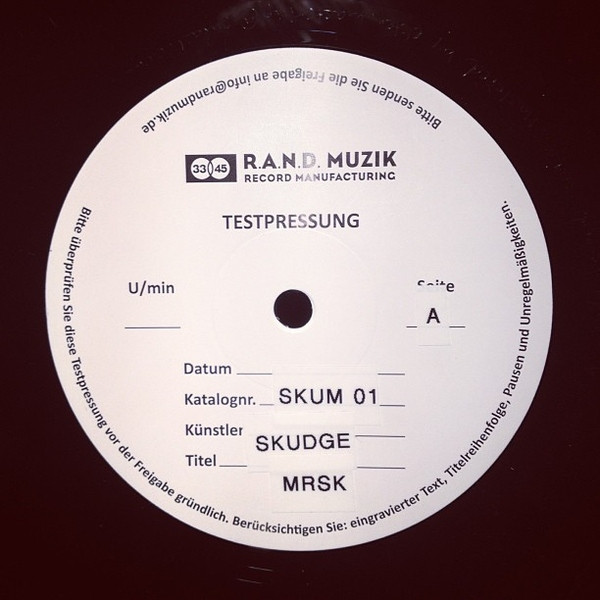 33 45
R.A.N.D. MUZIK
RECORD MANUFACTURING
TESTPRESSUNG
U/min
Seite
A
Datum
Katalognr. SKUM 01
Künstler SKUDGE
Titel
MRSK
Bitte überprüfen Sie diese Testpressung vor der Freigabe gründlich. Berücksichtigen Sie: eingravierter Text, Titelreihenfolge, Pausen und Unregelmäßigkeiten.
Bitte senden Sie die Freigabe an info@randmuzik.de